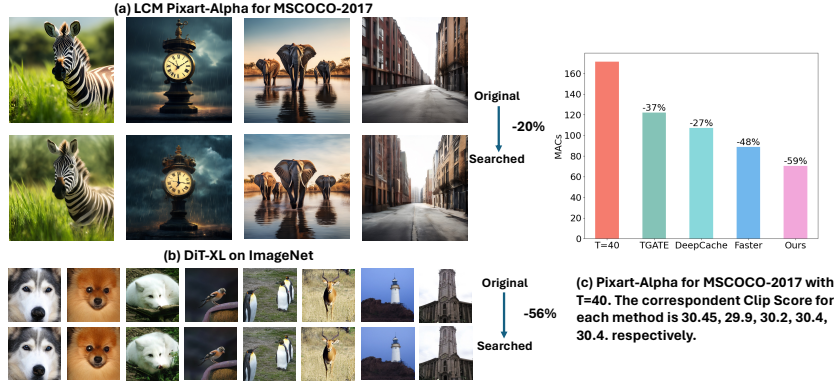 (a) LCM Pixart-Alpha for MSCOCO-2017
Original
-20%
Searched
(b) DiT-XL on ImageNet
Original
-56%
Searched
MACs
160
140
120
100
80
60
40
20
0
-37%
-27%
-48%
-59%
T=40 TGATE DeepCache Faster Ours
(c) Pixart-Alpha for MSCOCO-2017 with
T=40. The correspondent Clip Score for
each method is 30.45, 29.9, 30.2, 30.4,
30.4. respectively.